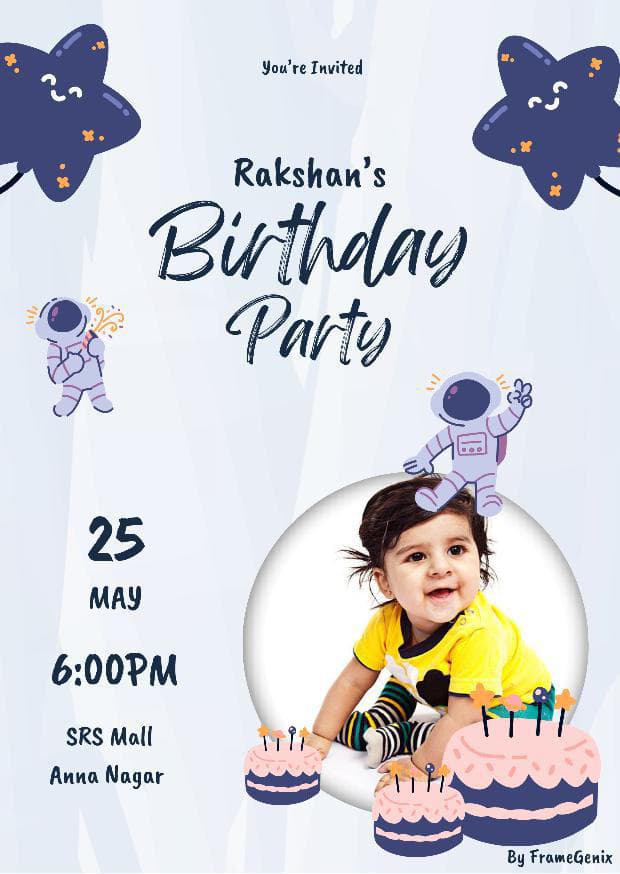 You're Invited
Rakshan's
Birthday
Party
25
MAY
6:00PM
SRS Mall
Anna Nagar
By FrameGenix